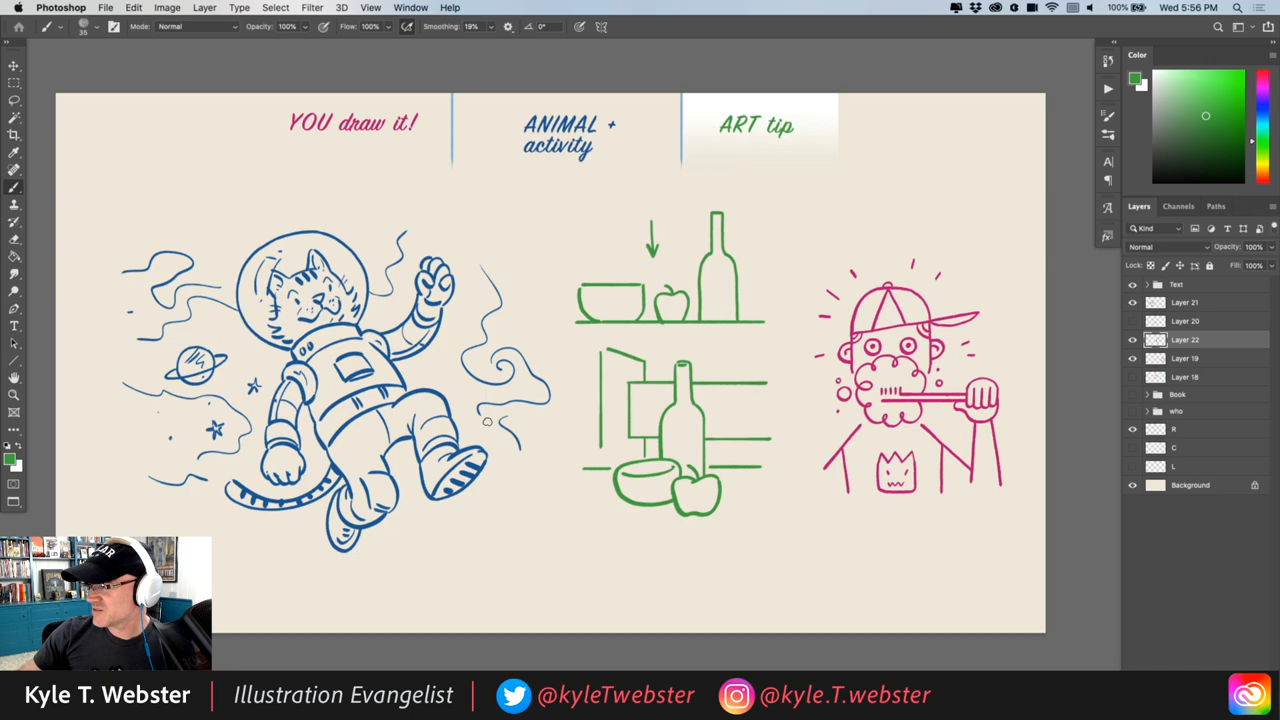 Photoshop File Edit Image Layer Type Select Filter 3D View Window Help
100% Wed 5:56 PM
35 Mode: Normal Opacity: 100% Flow: 100% Smoothing: 19% 0°
Color
YOU draw it!
ANIMAL +
activity
ART tip
Layers Channels Paths
Kind
Normal Opacity: 100%
Lock: Fill: 100%
Text
Layer 21
Layer 20
Layer 22
Layer 19
Layer 18
Book
who
R
C
L
Background
Kyle T. Webster | Illustration Evangelist @kyleTwebster @kyle.T.webster